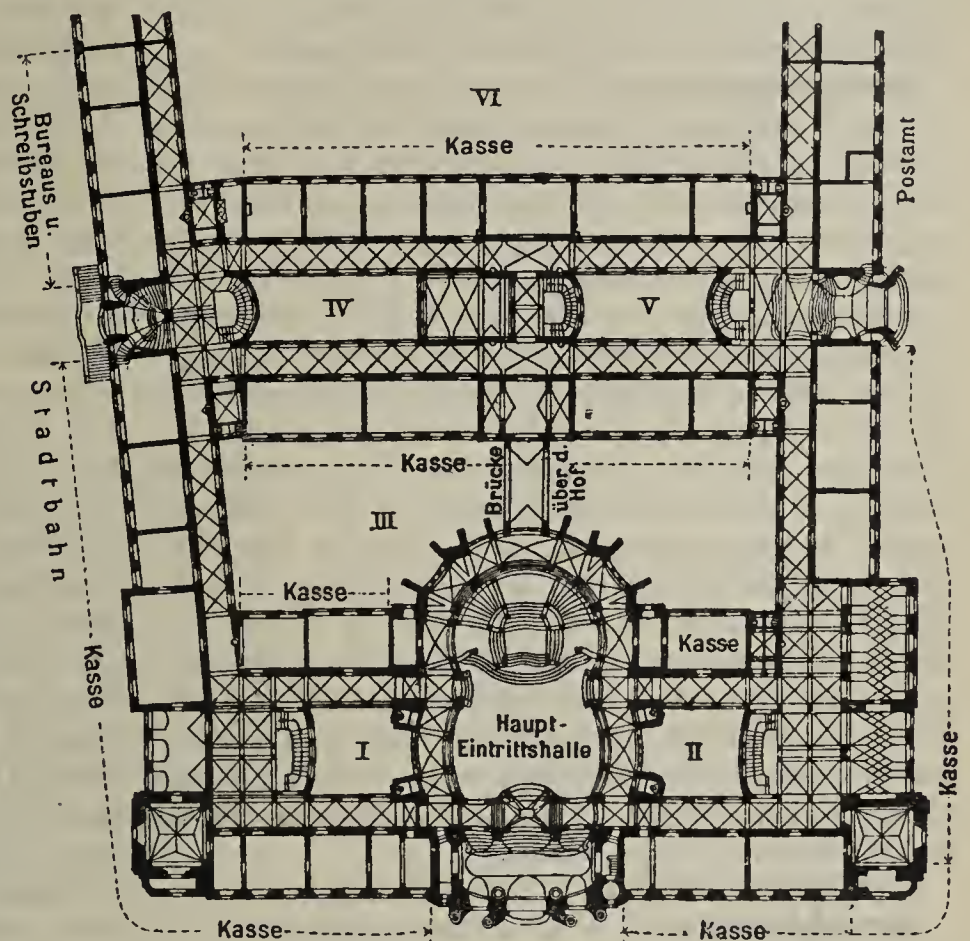 VI
Kasse
Bureaus u.
Schreibstuben
Postamt
IV
V
Stradtbahn
Kasse
Brücke
über d.
Hof
III
Kasse
Kasse
Kasse
Haupt-
Eintrittshalle
I
II
Kasse
Kasse
Kasse